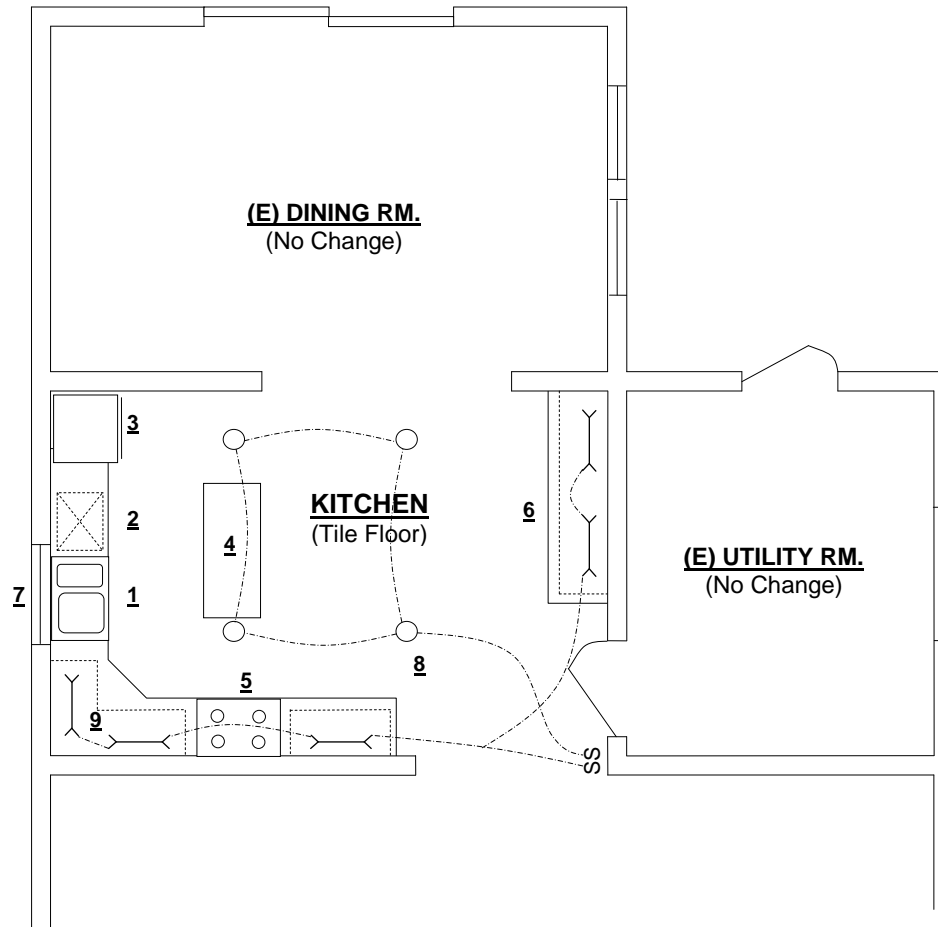 (E) DINING RM.
(No Change)
3
2
7
1
4
KITCHEN
(Tile Floor)
6
(E) UTILITY RM.
(No Change)
8
5
9
SS